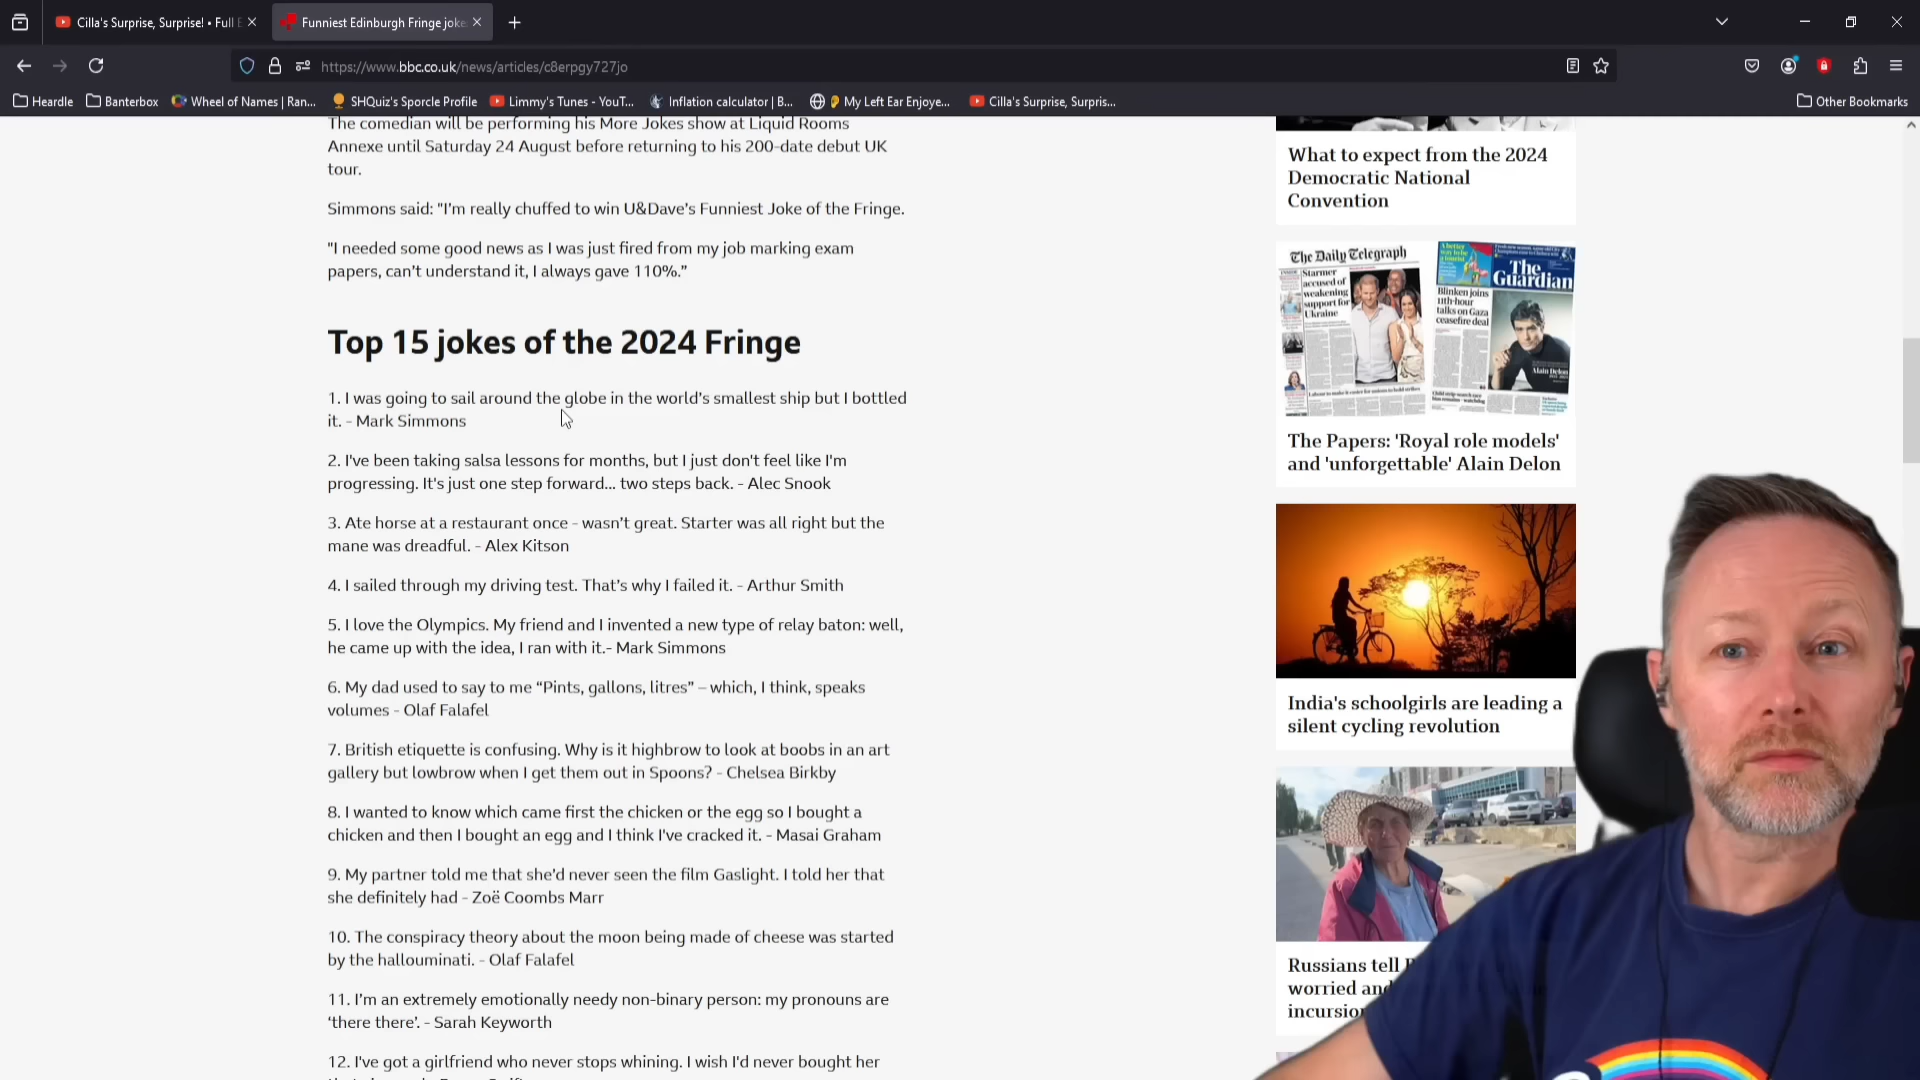 Cilla's Surprise, Surprise! • Full E
Funniest Edinburgh Fringe joke
https://www.bbc.co.uk/news/articles/c8erpgy727jo
Heardle
Banterbox
Wheel of Names | Ran...
SHQuiz's Sporcle Profile
Limmy's Tunes - YouT...
Inflation calculator | B...
My Left Ear Enjoye...
Cilla's Surprise, Surpris...
Other Bookmarks
The comedian will be performing his More Jokes show at Liquid Rooms
Annexe until Saturday 24 August before returning to his 200-date debut UK
tour.
Simmons said: "I'm really chuffed to win U&Dave's Funniest Joke of the Fringe.
"I needed some good news as I was just fired from my job marking exam
papers, can't understand it, I always gave 110%.”
Top 15 jokes of the 2024 Fringe
1. I was going to sail around the globe in the world’s smallest ship but I bottled
it. - Mark Simmons
2. I've been taking salsa lessons for months, but I just don't feel like I'm
progressing. It's just one step forward... two steps back. - Alec Snook
3. Ate horse at a restaurant once - wasn’t great. Starter was all right but the
mane was dreadful. - Alex Kitson
4. I sailed through my driving test. That’s why I failed it. - Arthur Smith
5. I love the Olympics. My friend and I invented a new type of relay baton: well,
he came up with the idea, I ran with it.- Mark Simmons
6. My dad used to say to me “Pints, gallons, litres” – which, I think, speaks
volumes - Olaf Falafel
7. British etiquette is confusing. Why is it highbrow to look at boobs in an art
gallery but lowbrow when I get them out in Spoons? - Chelsea Birkby
8. I wanted to know which came first the chicken or the egg so I bought a
chicken and then I bought an egg and I think I've cracked it. - Masai Graham
9. My partner told me that she’d never seen the film Gaslight. I told her that
she definitely had - Zoë Coombs Marr
10. The conspiracy theory about the moon being made of cheese was started
by the hallouminati. - Olaf Falafel
11. I’m an extremely emotionally needy non-binary person: my pronouns are
‘there there’. - Sarah Keyworth
12. I've got a girlfriend who never stops whining. I wish I'd never bought her
What to expect from the 2024
Democratic National
Convention
The Daily Telegraph
Starmer
accused of
weakening
support for
Ukraine
The
Guardian
Blinken joins
11th-hour
talks on Gaza
ceasefire deal
Alain Delon
The Papers: 'Royal role models'
and 'unforgettable' Alain Delon
India's schoolgirls are leading a
silent cycling revolution
Russians tell
worried and
incursion